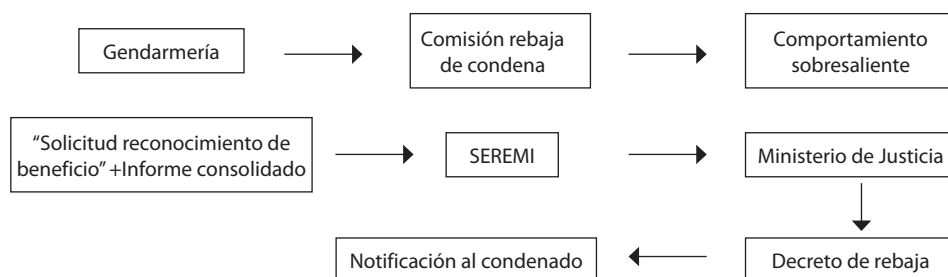 Gendarmería
Comisión rebaja
de condena
Comportamiento
sobresaliente
“Solicitud reconocimiento de
beneficio” +Informe consolidado
SEREMI
Ministerio de Justicia
Decreto de rebaja
Notificación al condenado